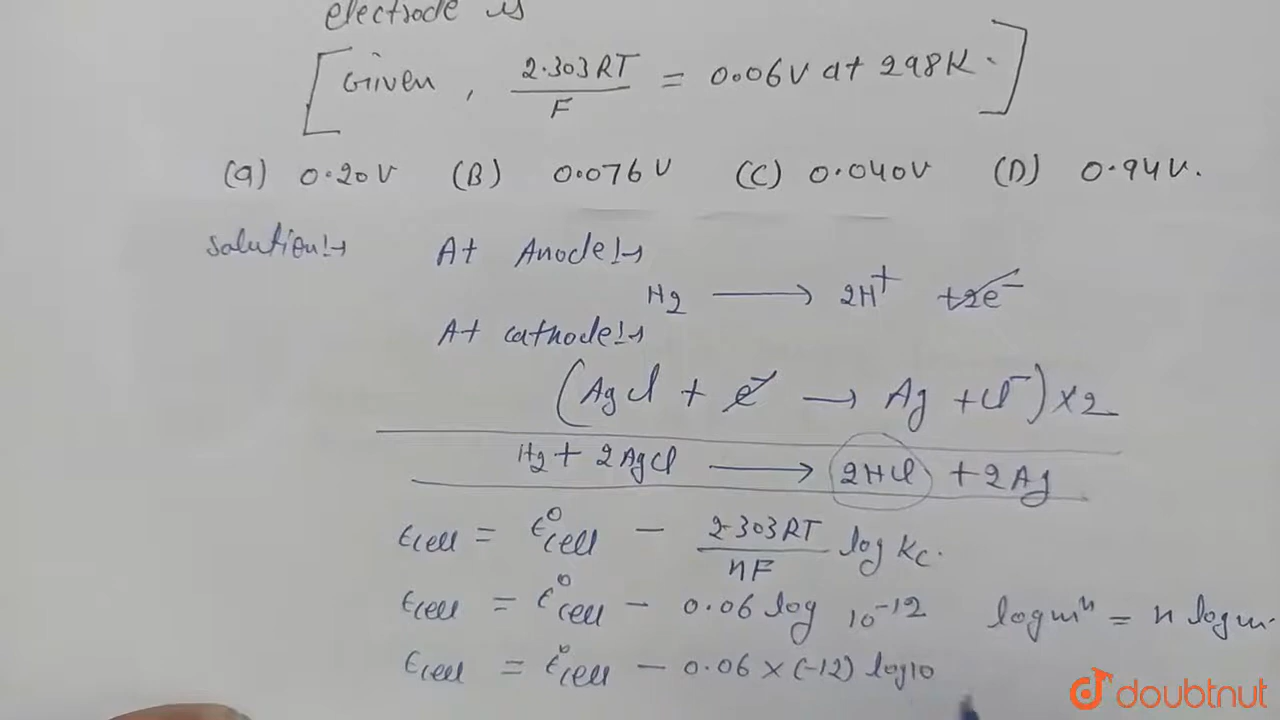 electrode is
[Given, 2.303RT/F = 0.06V at 298K.]
(a) 0.20V (B) 0.076V (C) 0.040V (D) 0.94V.
Solution:→ At Anode:→
H2 → 2H+ +2e-
At cathode:→
(AgCl + e- → Ag + Cl-) × 2
H2 + 2AgCl → 2HCl + 2Ag
Ecell = E°cell - 2.303RT/nF log Kc.
Ecell = E°cell - 0.06 log 10^-12 log m^n = n log m.
Ecell = E°cell - 0.06 × (-12) log10
doubtnut